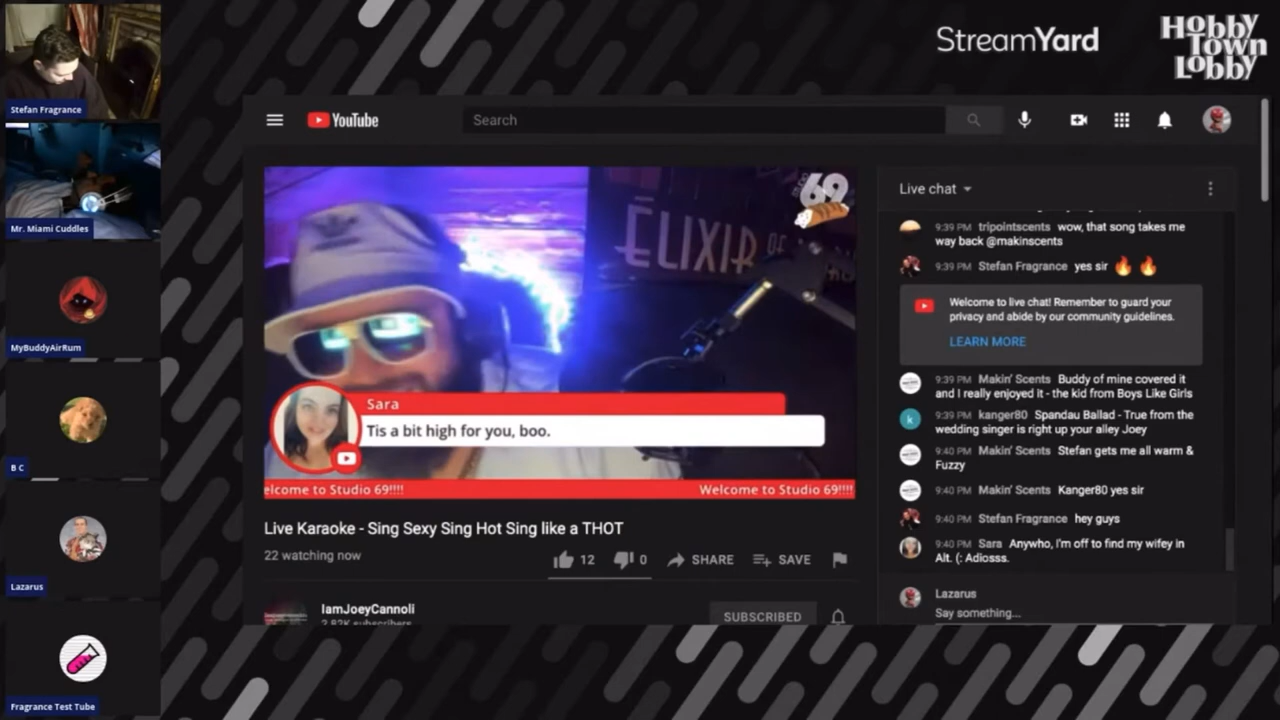 Stefan Fragrance
Mr. Miami Cuddles
MyBuddyAirRum
B C
Lazarus
Fragrance Test Tube
StreamYard
Hobby
Town
Lobby
YouTube
Search
69
ĒLIXIR OF
Sara
Tis a bit high for you, boo.
elcome to Studio 69!!!!
Welcome to Studio 69!!!!
Live Karaoke - Sing Sexy Sing Hot Sing like a THOT
22 watching now
12
0
SHARE
SAVE
IamJoeyCannoli
2.82K subscribers
SUBSCRIBED
Live chat
9:39 PM tripointscents wow, that song takes me
way back @makinscents
9:39 PM Stefan Fragrance yes sir 🔥 🔥
Welcome to live chat! Remember to guard your
privacy and abide by our community guidelines.
LEARN MORE
9:39 PM Makin' Scents Buddy of mine covered it
and I really enjoyed it - the kid from Boys Like Girls
9:39 PM kanger80 Spandau Ballad - True from the
wedding singer is right up your alley Joey
9:40 PM Makin' Scents Stefan gets me all warm &
Fuzzy
9:40 PM Makin' Scents Kanger80 yes sir
9:40 PM Stefan Fragrance hey guys
9:40 PM Sara Anywho, I'm off to find my wifey in
Alt. (: Adiosss.
Lazarus
Say something...